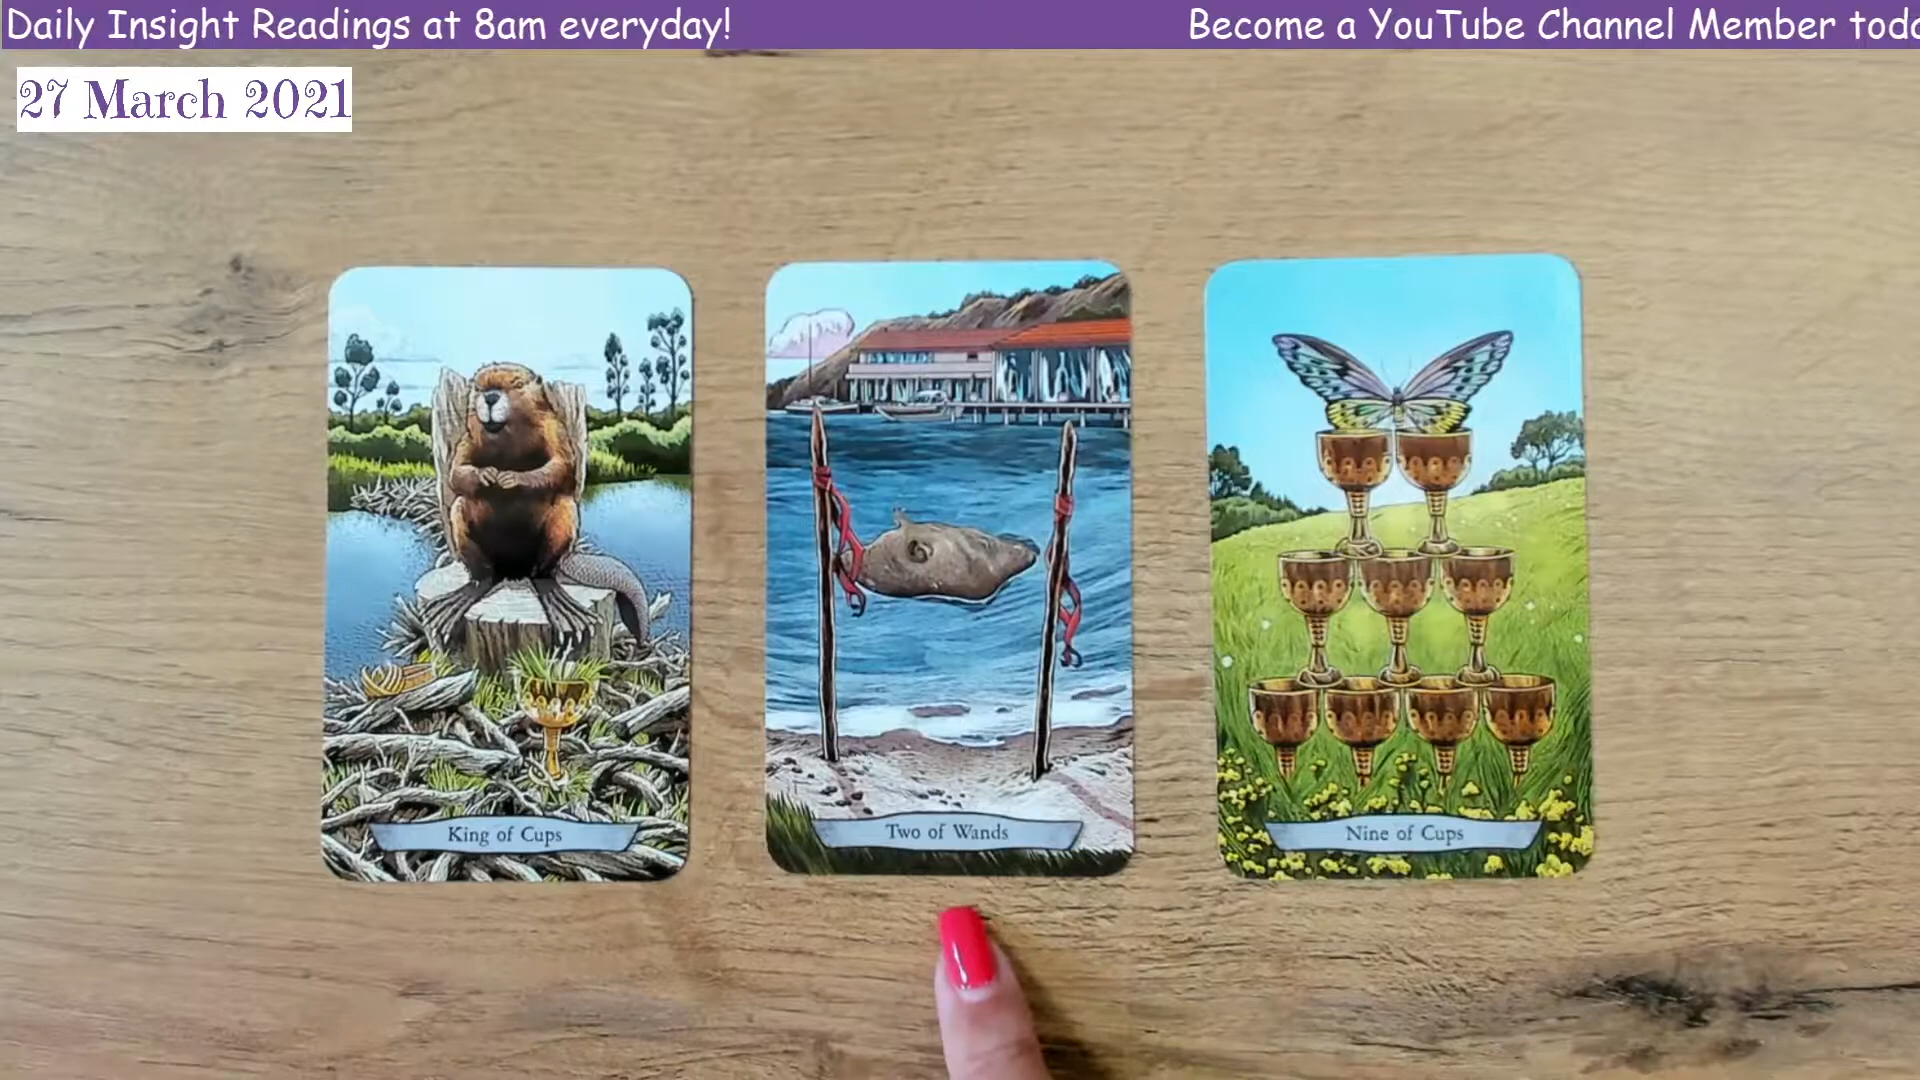 Daily Insight Readings at 8am everyday!
Become a YouTube Channel Member
27 March 2021
King of Cups
Two of Wands
Nine of Cups